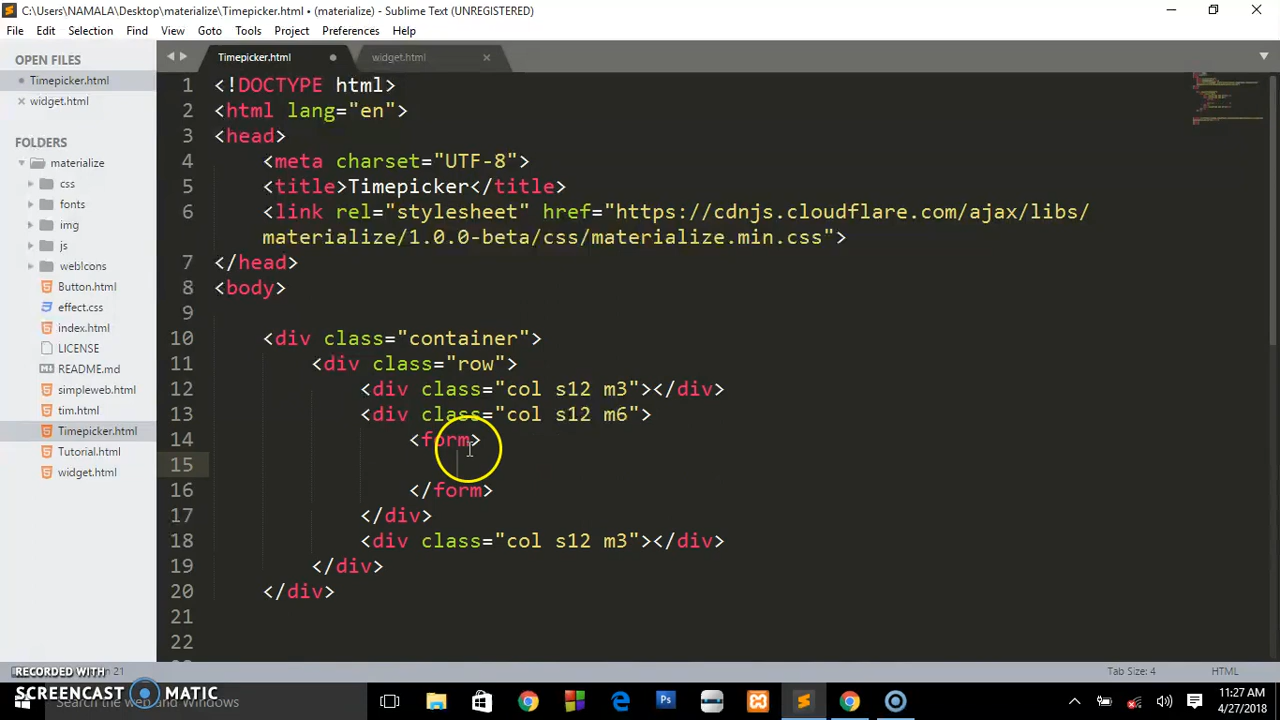 C:\Users\NAMALA\Desktop\materialize\Timepicker.html • (materialize) - Sublime Text (UNREGISTERED)
File Edit Selection Find View Goto Tools Project Preferences Help
OPEN FILES
Timepicker.html
widget.html
FOLDERS
materialize
css
fonts
img
js
web!cons
Button.html
effect.css
index.html
LICENSE
README.md
simpleweb.html
tim.html
Timepicker.html
Tutorial.html
widget.html
Timepicker.html widget.html
1 <!DOCTYPE html>
2 <html lang="en">
3 <head>
4 <meta charset="UTF-8">
5 <title>Timepicker</title>
6 <link rel="stylesheet" href="https://cdnjs.cloudflare.com/ajax/libs/
materialize/1.0.0-beta/css/materialize.min.css">
7 </head>
8 <body>
9
10 <div class="container">
11 <div class="row">
12 <div class="col s12 m3"></div>
13 <div class="col s12 m6">
14 <form>
15
16 </form>
17 </div>
18 <div class="col s12 m3"></div>
19 </div>
20 </div>
21
22
21 Tab Size: 4 HTML
RECORDED WITH
SCREENCAST MATIC
Search the web and Windows
11:27 AM
4/27/2018